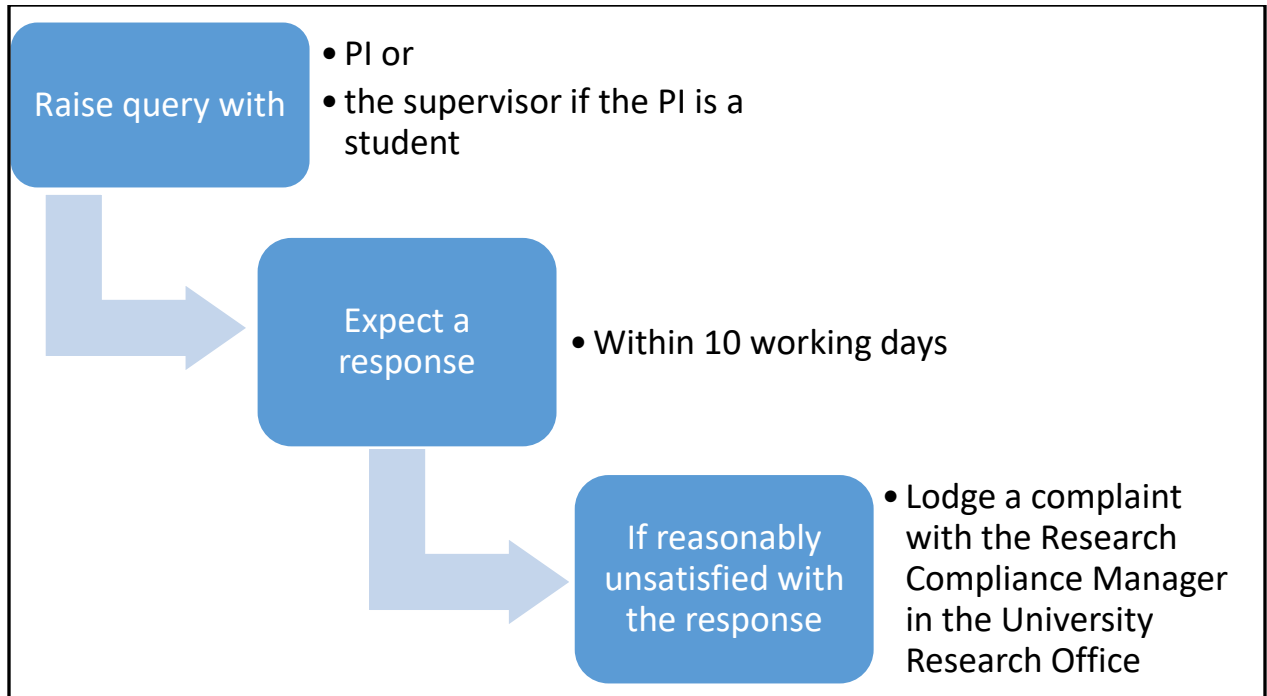 Raise query with
• PI or
• the supervisor if the PI is a
student
Expect a
response
• Within 10 working days
If reasonably
unsatisfied with
the response
• Lodge a complaint
with the Research
Compliance Manager
in the University
Research Office